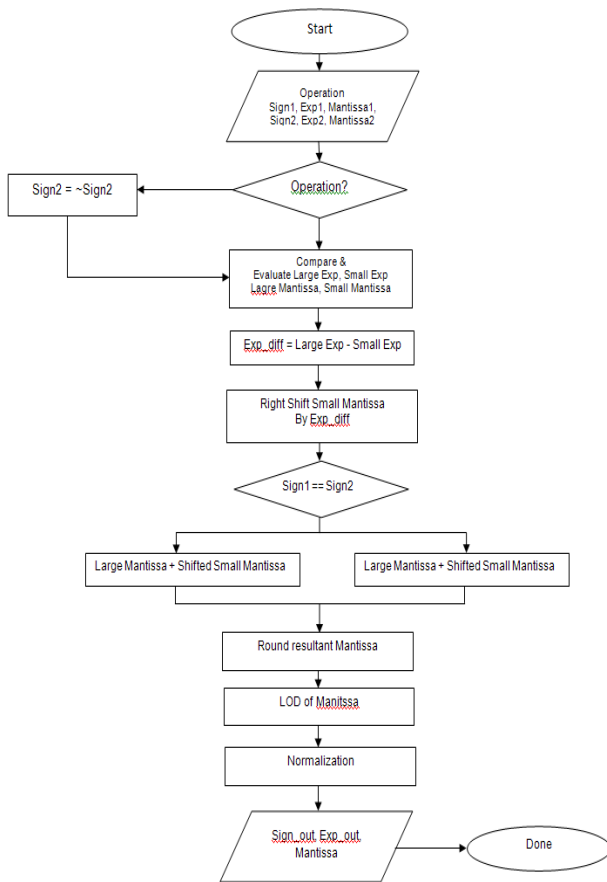 Start
Operation
Sign1, Exp1, Mantissa1,
Sign2, Exp2, Mantissa2
Operation?
Sign2 = ~Sign2
Compare &
Evaluate Large Exp, Small Exp
Lagre Mantissa, Small Mantissa
Exp_diff = Large Exp - Small Exp
Right Shift Small Mantissa
By Exp_diff
Sign1 == Sign2
Large Mantissa + Shifted Small Mantissa
Large Mantissa + Shifted Small Mantissa
Round resultant Mantissa
LOD of Manitssa
Normalization
Sign_out, Exp_out,
Mantissa
Done